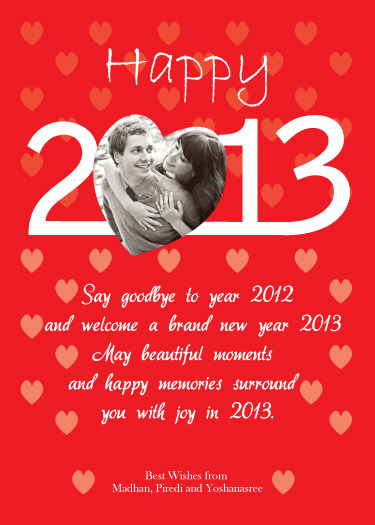 Happy
2013
Say goodbye to year 2012
and welcome a brand new year 2013
May beautiful moments
and happy memories surround
you with joy in 2013.
Best Wishes from
Madhan, Piredi and Yoshanasree